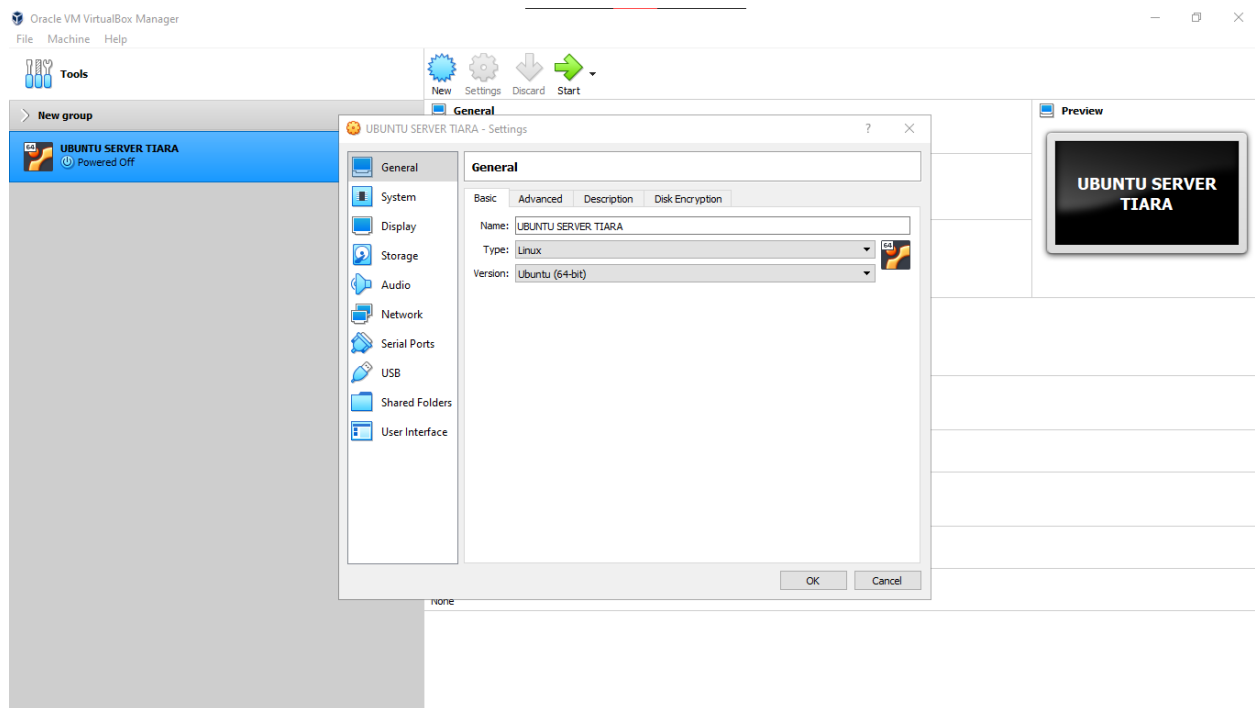 Oracle VM VirtualBox Manager
File Machine Help
Tools
New Settings Discard Start
New group
UBUNTU SERVER TIARA
Powered Off
General
Preview
UBUNTU SERVER
TIARA
UBUNTU SERVER TIARA - Settings
?
General
System
Display
Storage
Audio
Network
Serial Ports
USB
Shared Folders
User Interface
General
Basic Advanced Description Disk Encryption
Name: UBUNTU SERVER TIARA
Type: Linux
64
Version: Ubuntu (64-bit)
OK Cancel
None